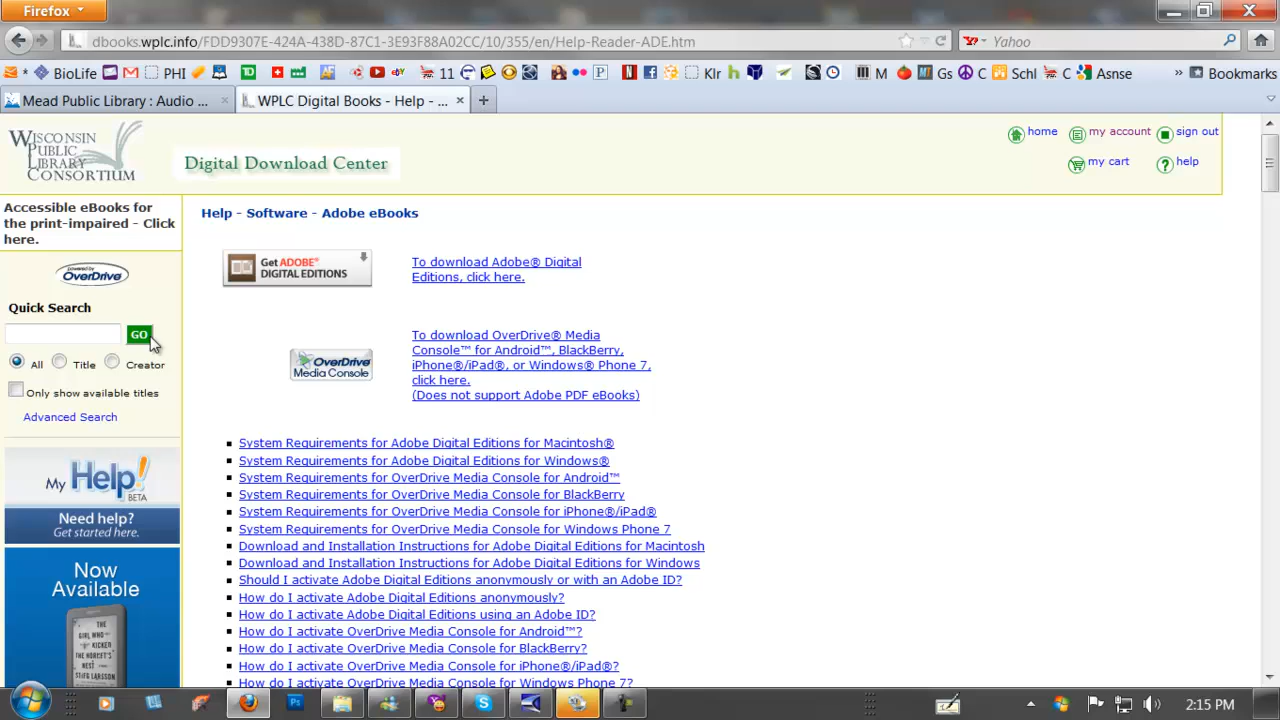 Firefox
dbooks.wplc.info/FDD9307E-424A-438D-87C1-3E93F88A02CC/10/355/en/Help-Reader-ADE.htm
Yahoo
BioLife PHI 11 Klr M Gs C Schl C Asnse » Bookmarks
Mead Public Library : Audio ... WPLC Digital Books - Help - ...
WISCONSIN
PUBLIC
LIBRARY
CONSORTIUM
Digital Download Center
home my account sign out
my cart help
Accessible eBooks for
the print-impaired - Click
here.
powered by
OverDrive
Quick Search
GO
All Title Creator
Only show available titles
Advanced Search
My Help!
BETA
Need help?
Get started here.
Now
Available
THE
GIRL WHO
KICKED
THE
HORNET'S
NEST
STIEG LARSSON
Help - Software - Adobe eBooks
Get ADOBE®
DIGITAL EDITIONS
To download Adobe® Digital
Editions, click here.
OverDrive
Media Console
To download OverDrive® Media
Console™ for Android™, BlackBerry,
iPhone®/iPad®, or Windows® Phone 7,
click here.
(Does not support Adobe PDF eBooks)
System Requirements for Adobe Digital Editions for Macintosh®
System Requirements for Adobe Digital Editions for Windows®
System Requirements for OverDrive Media Console for Android™
System Requirements for OverDrive Media Console for BlackBerry
System Requirements for OverDrive Media Console for iPhone®/iPad®
System Requirements for OverDrive Media Console for Windows Phone 7
Download and Installation Instructions for Adobe Digital Editions for Macintosh
Download and Installation Instructions for Adobe Digital Editions for Windows
Should I activate Adobe Digital Editions anonymously or with an Adobe ID?
How do I activate Adobe Digital Editions anonymously?
How do I activate Adobe Digital Editions using an Adobe ID?
How do I activate OverDrive Media Console for Android™?
How do I activate OverDrive Media Console for BlackBerry?
How do I activate OverDrive Media Console for iPhone®/iPad®?
How do I activate OverDrive Media Console for Windows Phone 7?
2:15 PM